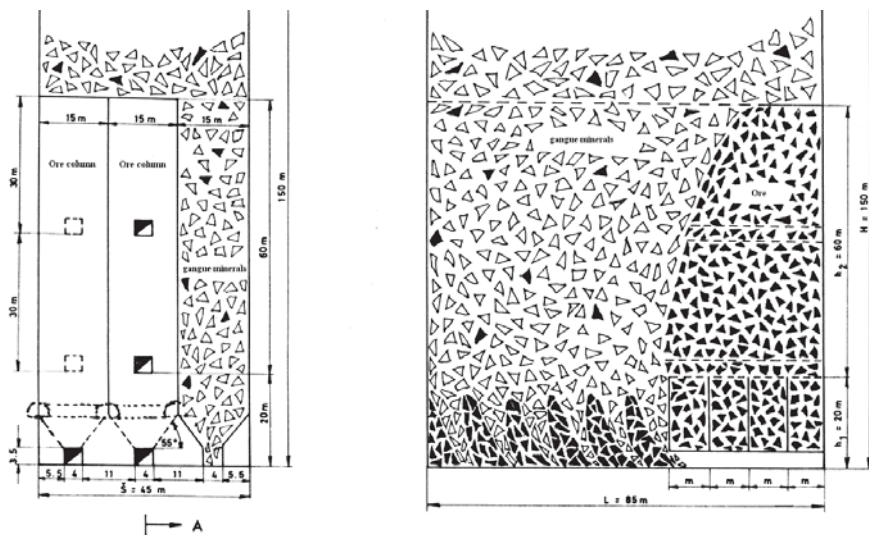 15 m
15 m
15 m
Ore column
Ore column
30 m
30 m
gangue minerals
60 m
150 m
20 m
55°
3.5
5.5
4
11
4
11
4
5.5
Š = 45 m
A
gangue minerals
Ore
h₂ = 60 m
H = 150 m
h₁ = 20 m
m
m
m
m
L = 85 m